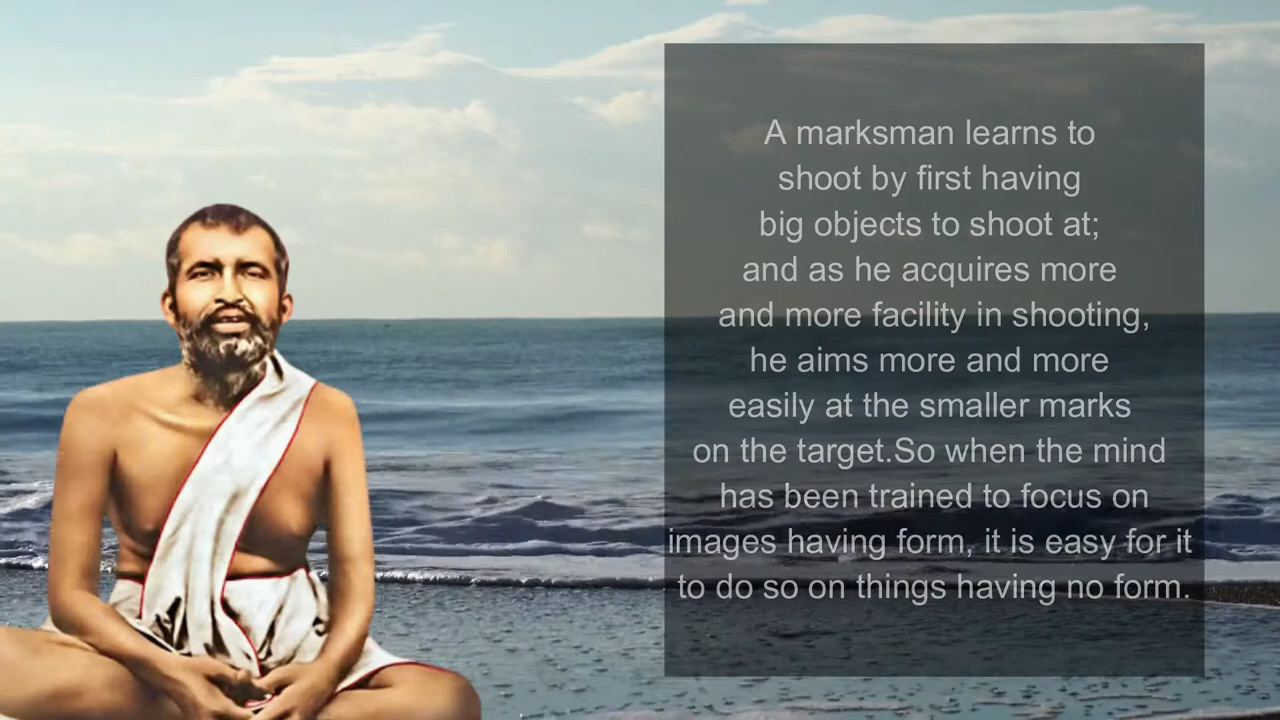 A marksman learns to
shoot by first having
big objects to shoot at;
and as he acquires more
and more facility in shooting,
he aims more and more
easily at the smaller marks
on the target.So when the mind
has been trained to focus on
images having form, it is easy for it
to do so on things having no form.